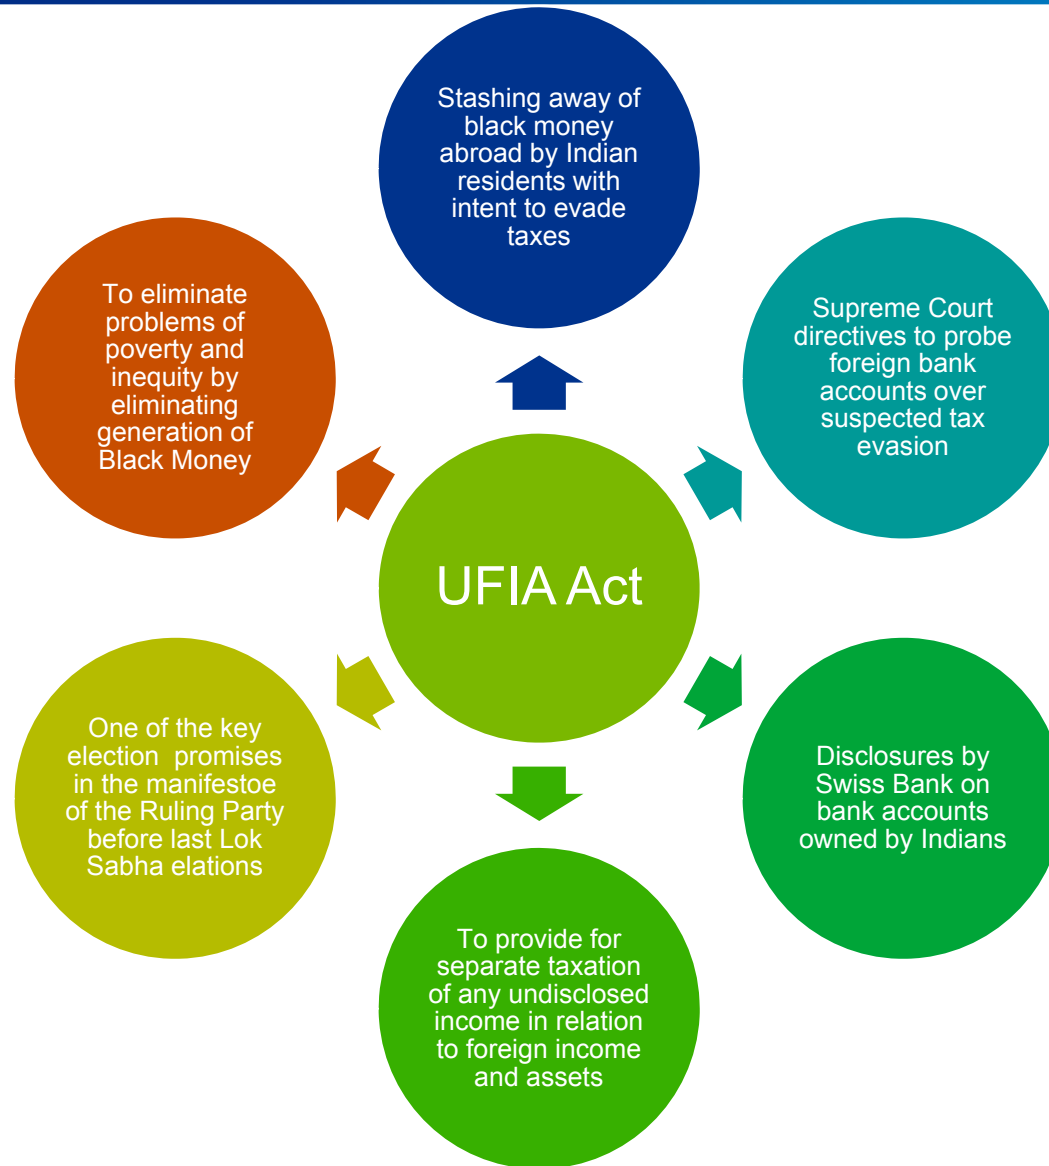 Stashing away of
black money
abroad by Indian
residents with
intent to evade
taxes
Supreme Court
directives to probe
foreign bank
accounts over
suspected tax
evasion
Disclosures by
Swiss Bank on
bank accounts
owned by Indians
To provide for
separate taxation
of any undisclosed
income in relation
to foreign income
and assets
One of the key
election promises
in the manifestoe
of the Ruling Party
before last Lok
Sabha elations
To eliminate
problems of
poverty and
inequity by
eliminating
generation of
Black Money
UFIA Act